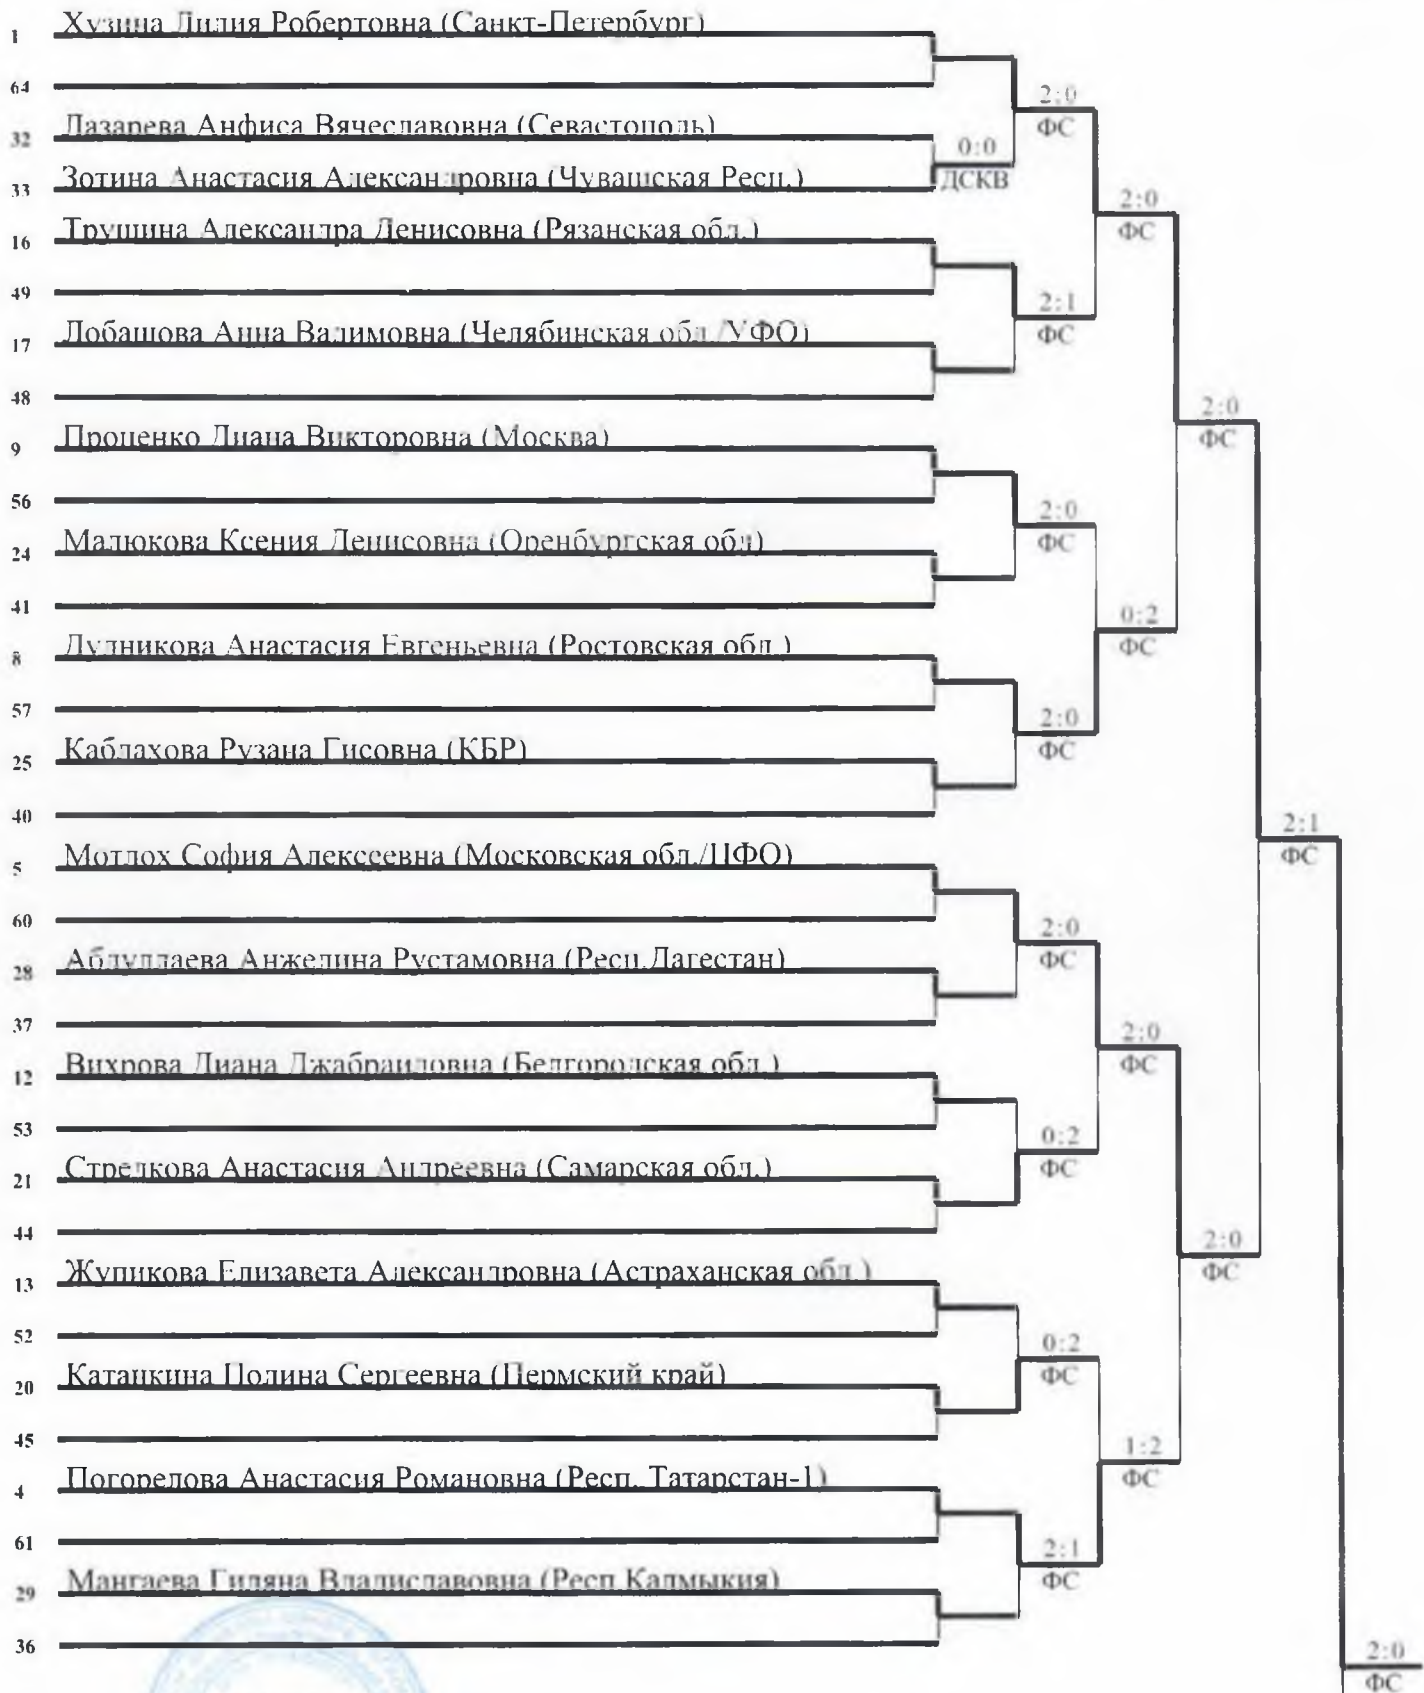 1 Хузина Лилия Робертовна (Санкт-Петербург)
64
2:0
32 Лазарева Анфиса Вячеславовна (Севастополь)
ФС
0:0
33 Зотина Анастасия Александровна (Чувашская Респ.)
ДСКВ
2:0
16 Трушина Александра Денисовна (Рязанская обл.)
ФС
49
2:1
17 Лобашова Анна Вадимовна (Челябинская обл./УФО)
ФС
48
2:0
9 Проценко Диана Викторовна (Москва)
ФС
56
2:0
24 Малюкова Ксения Денисовна (Оренбургская обл)
ФС
41
0:2
8 Дудникова Анастасия Евгеньевна (Ростовская обл.)
ФС
57
2:0
25 Каблахова Рузана Гисовна (КБР)
ФС
40
2:1
5 Мотлох София Алексеевна (Московская обл./ЦФО)
ФС
60
2:0
28 Абдуллаева Анжелина Рустамовна (Респ.Дагестан)
ФС
37
2:0
12 Вихрова Диана Джабраиловна (Белгородская обл.)
ФС
53
0:2
21 Стрелкова Анастасия Андреевна (Самарская обл.)
ФС
44
2:0
13 Жупикова Елизавета Александровна (Астраханская обл.)
ФС
52
0:2
20 Катанкина Полина Сергеевна (Пермский край)
ФС
45
1:2
4 Погорелова Анастасия Романовна (Респ. Татарстан-1)
ФС
61
2:1
29 Мангаева Гиляна Владиславовна (Респ Калмыкия)
ФС
36
2:0
ФС